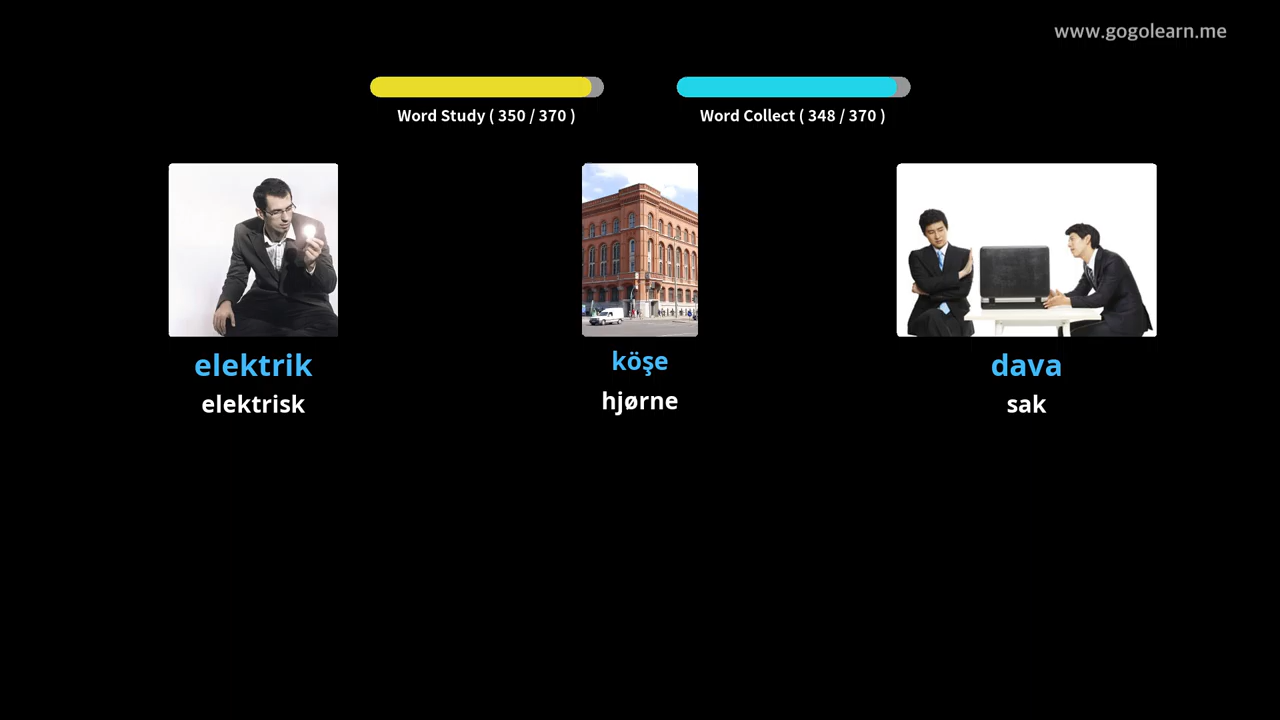 www.gogolearn.me
Word Study ( 350 / 370 )
Word Collect ( 348 / 370 )
elektrik
elektrisk
köşe
hjørne
dava
sak